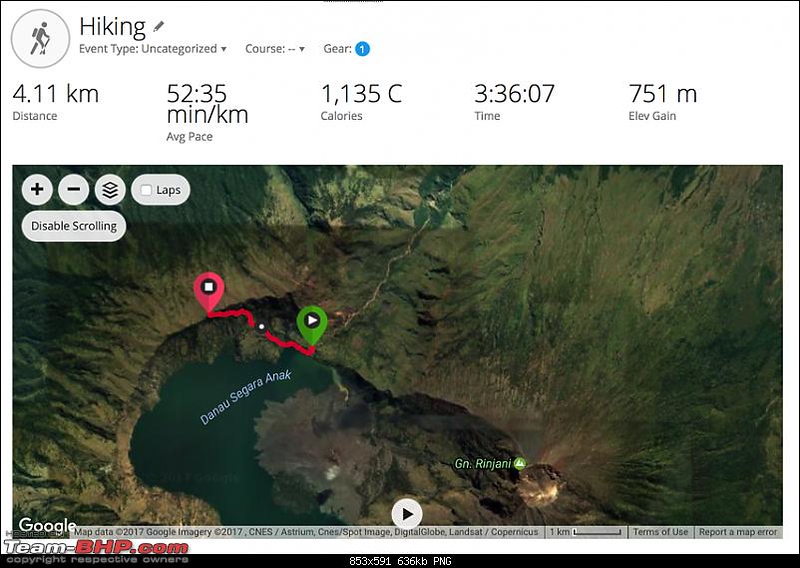 Hiking
Event Type: Uncategorized ▾ Course: -- ▾ Gear: 1
4.11 km
Distance
52:35
min/km
Avg Pace
1,135 C
Calories
3:36:07
Time
751 m
Elev Gain
+ − Laps
Disable Scrolling
Danau Segara Anak
Gn. Rinjani
Google
Map data ©2017 Google Imagery ©2017 , CNES / Astrium, Cnes/Spot Image, DigitalGlobe, Landsat / Copernicus 1 km Terms of Use Report a map error
HOSTED ON
Team-BHP.com
copyright respective owners
853x591 636kb PNG